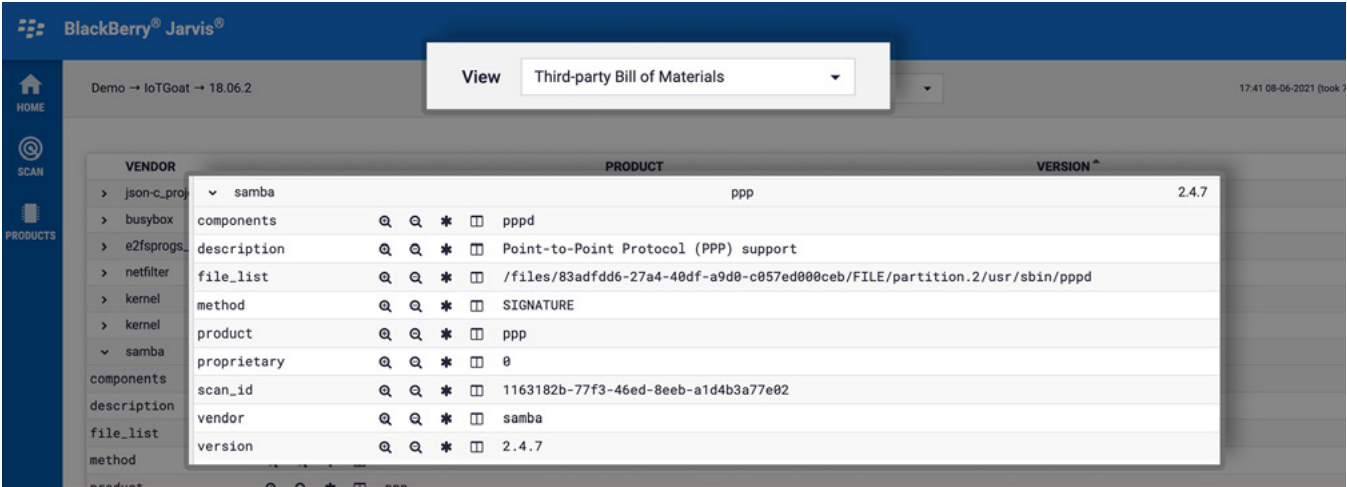 BlackBerry® Jarvis®
View Third-party Bill of Materials
HOME
Demo → IoTGoat → 18.06.2
17:41 08-06-2021 (took 7
SCAN
VENDOR PRODUCT VERSION
json-c_proj
busybox
PRODUCTS
e2fsprogs_
netfilter
kernel
kernel
samba
components
description
file_list
method
product ppp
samba ppp 2.4.7
components pppd
description Point-to-Point Protocol (PPP) support
file_list /files/83adfdd6-27a4-40df-a9d0-c057ed000ceb/FILE/partition.2/usr/sbin/pppd
method SIGNATURE
product ppp
proprietary 0
scan_id 1163182b-77f3-46ed-8eeb-a1d4b3a77e02
vendor samba
version 2.4.7